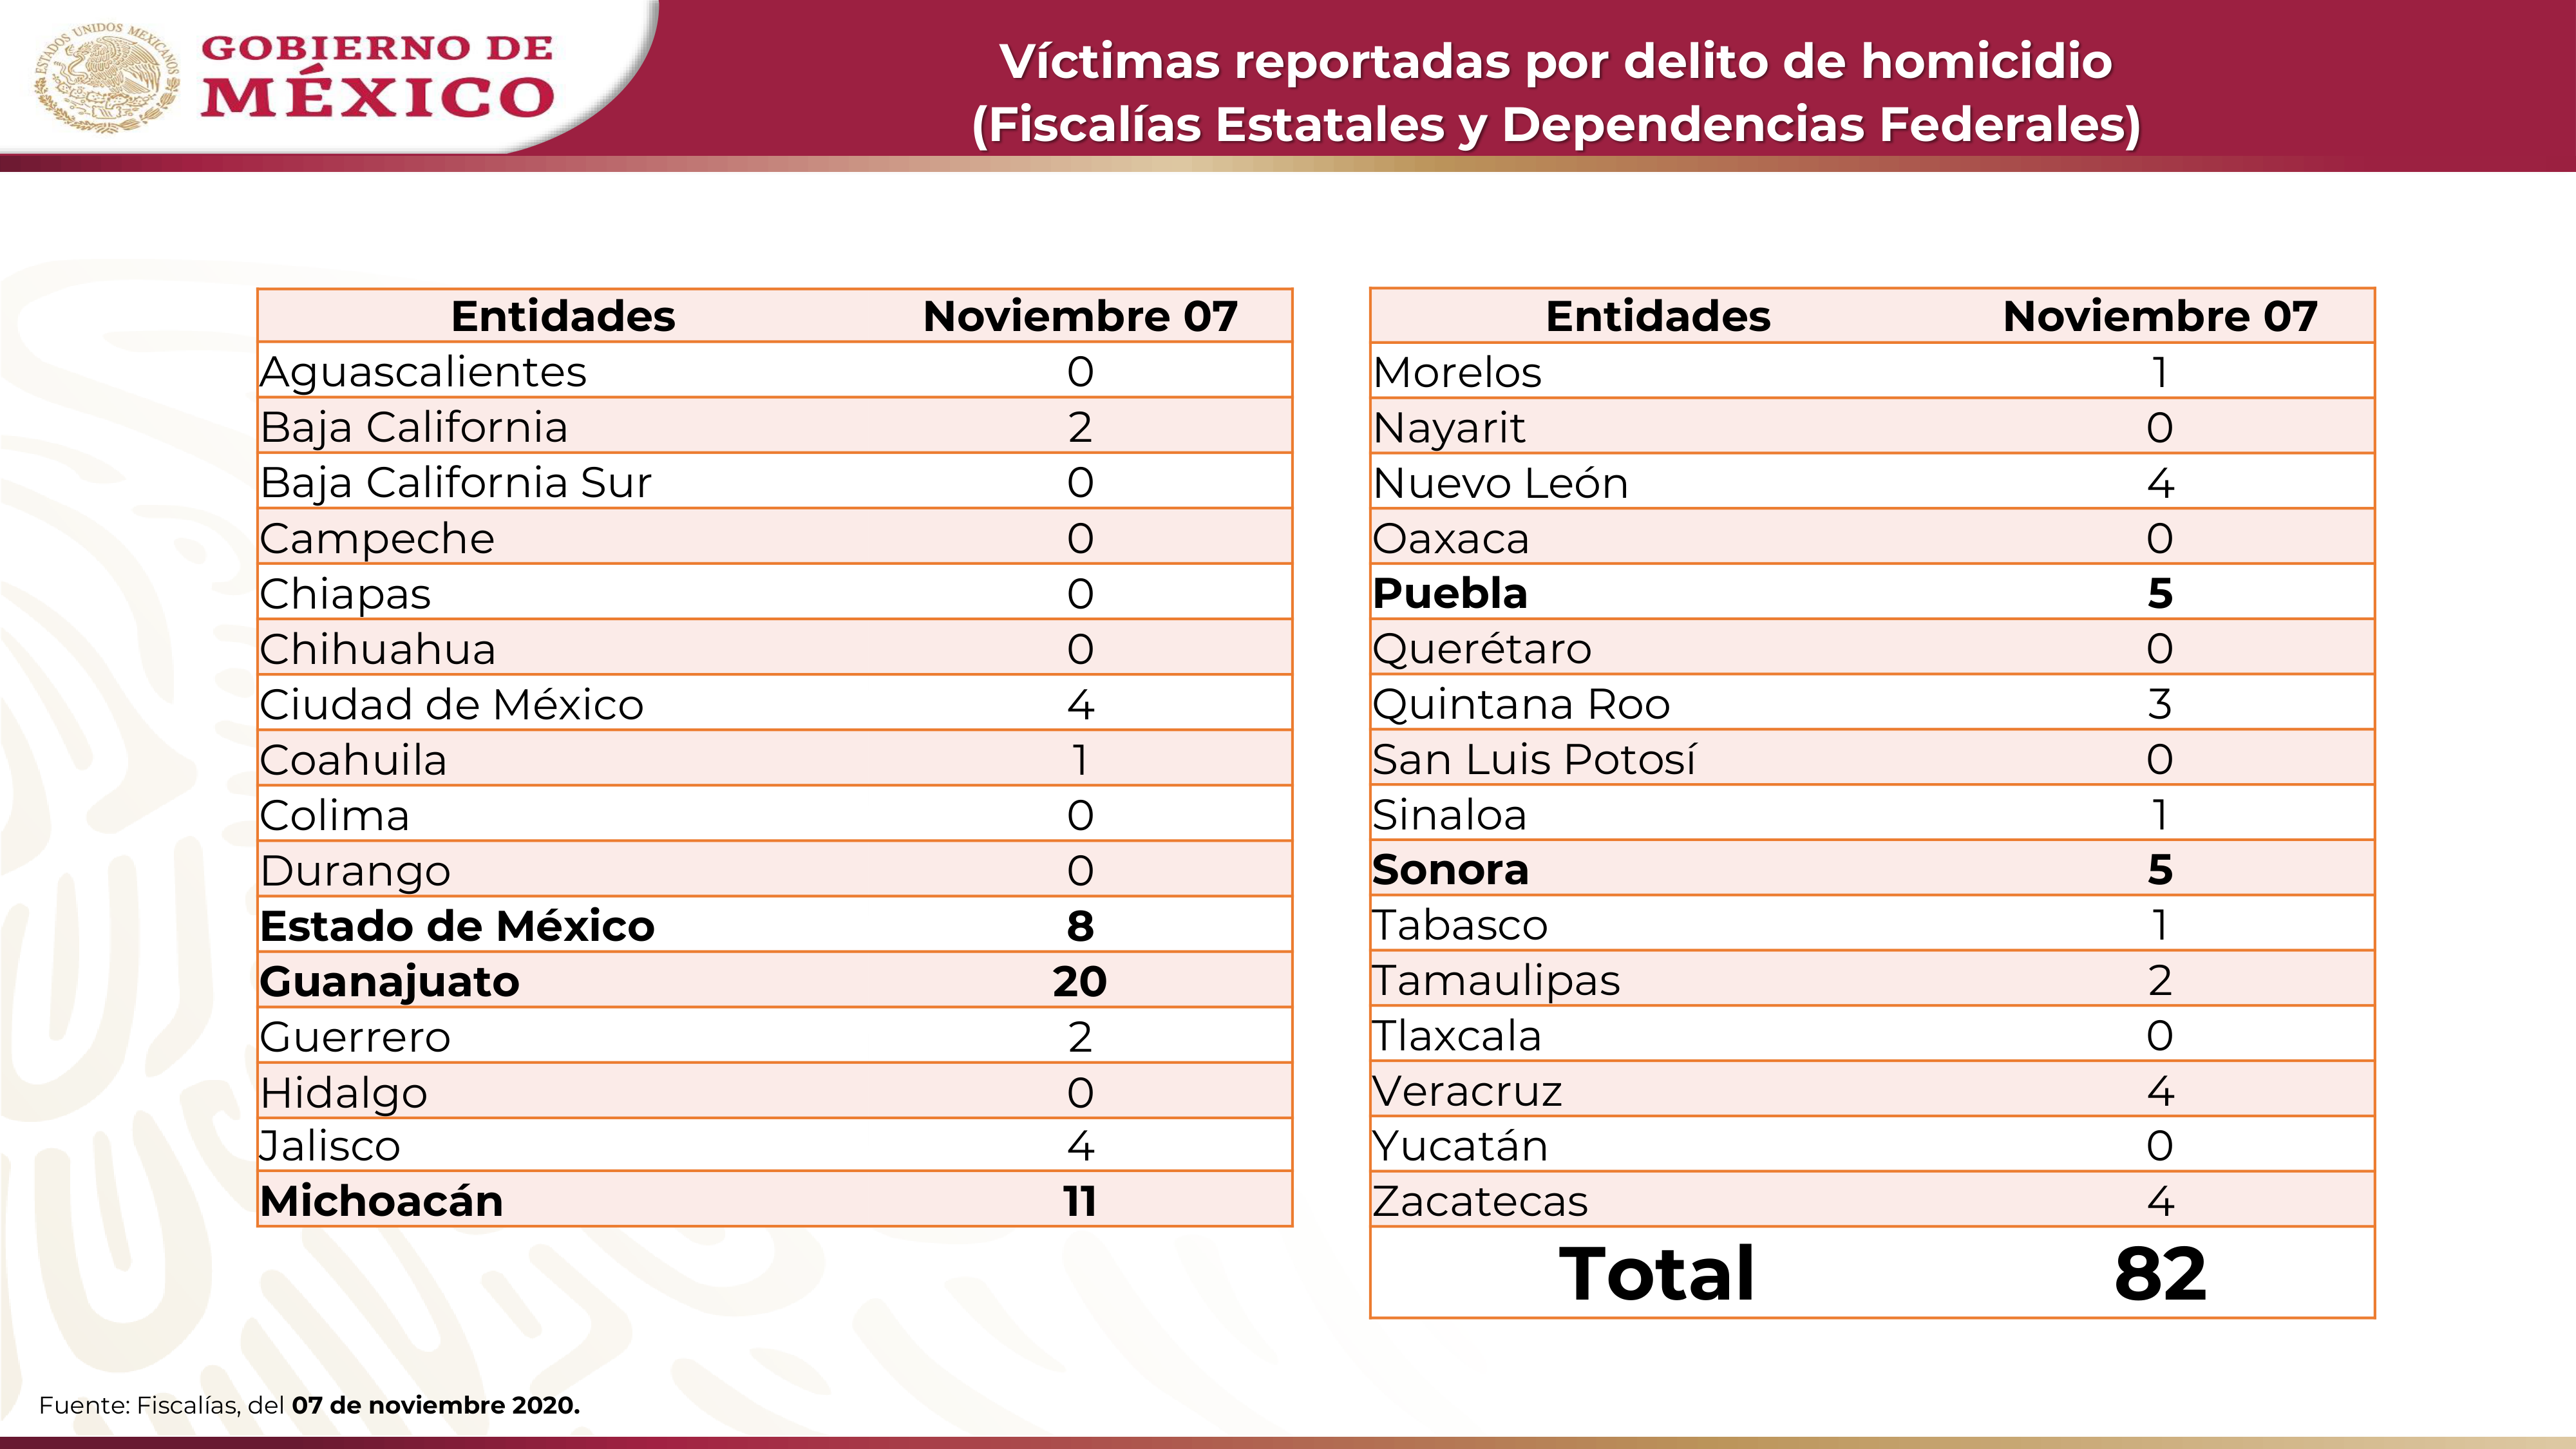 ESTADOS UNIDOS MEXICANOS
GOBIERNO DE
MÉXICO
Víctimas reportadas por delito de homicidio
(Fiscalías Estatales y Dependencias Federales)
Entidades Noviembre 07
Aguascalientes 0
Baja California 2
Baja California Sur 0
Campeche 0
Chiapas 0
Chihuahua 0
Ciudad de México 4
Coahuila 1
Colima 0
Durango 0
Estado de México 8
Guanajuato 20
Guerrero 2
Hidalgo 0
Jalisco 4
Michoacán 11
Entidades Noviembre 07
Morelos 1
Nayarit 0
Nuevo León 4
Oaxaca 0
Puebla 5
Querétaro 0
Quintana Roo 3
San Luis Potosí 0
Sinaloa 1
Sonora 5
Tabasco 1
Tamaulipas 2
Tlaxcala 0
Veracruz 4
Yucatán 0
Zacatecas 4
Total 82
Fuente: Fiscalías, del 07 de noviembre 2020.